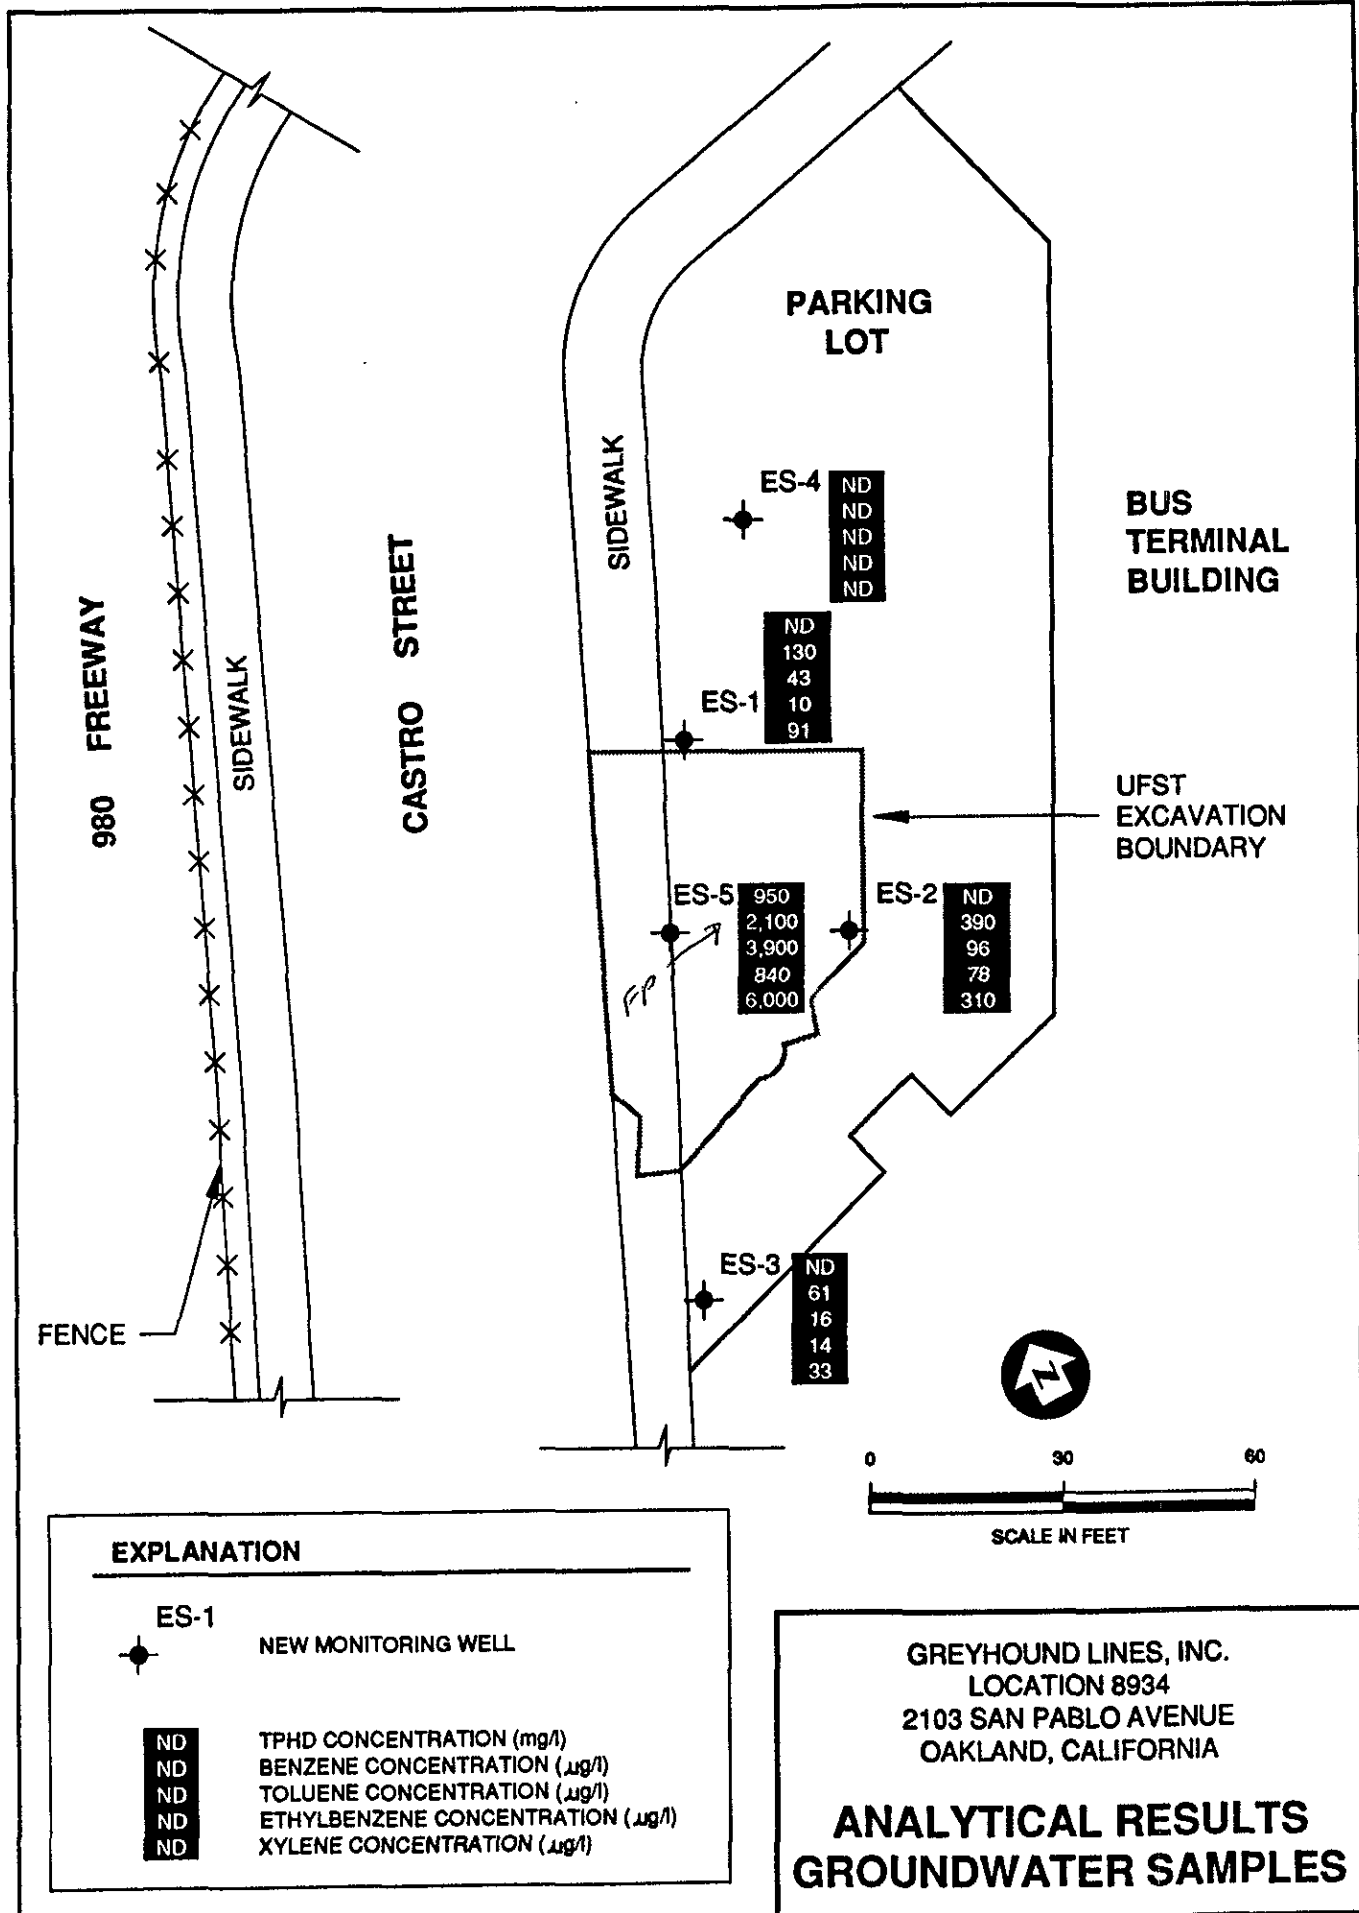 PARKING
LOT
SIDEWALK
ES-4
ND
ND
ND
ND
ND
BUS
TERMINAL
BUILDING
980 FREEWAY
SIDEWALK
CASTRO STREET
ES-1
ND
130
43
10
91
UFST
EXCAVATION
BOUNDARY
ES-5
950
2,100
3,900
840
6,000
FP
ES-2
ND
390
96
78
310
ES-3
ND
61
16
14
33
FENCE
Z
0 30 60
SCALE IN FEET
EXPLANATION
ES-1
NEW MONITORING WELL
ND TPHD CONCENTRATION (mg/l)
ND BENZENE CONCENTRATION (µg/l)
ND TOLUENE CONCENTRATION (µg/l)
ND ETHYLBENZENE CONCENTRATION (µg/l)
ND XYLENE CONCENTRATION (µg/l)
GREYHOUND LINES, INC.
LOCATION 8934
2103 SAN PABLO AVENUE
OAKLAND, CALIFORNIA
ANALYTICAL RESULTS
GROUNDWATER SAMPLES